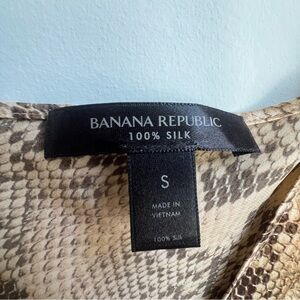 BANANA REPUBLIC
100% SILK
S
MADE IN
VIETNAM
100% SILK